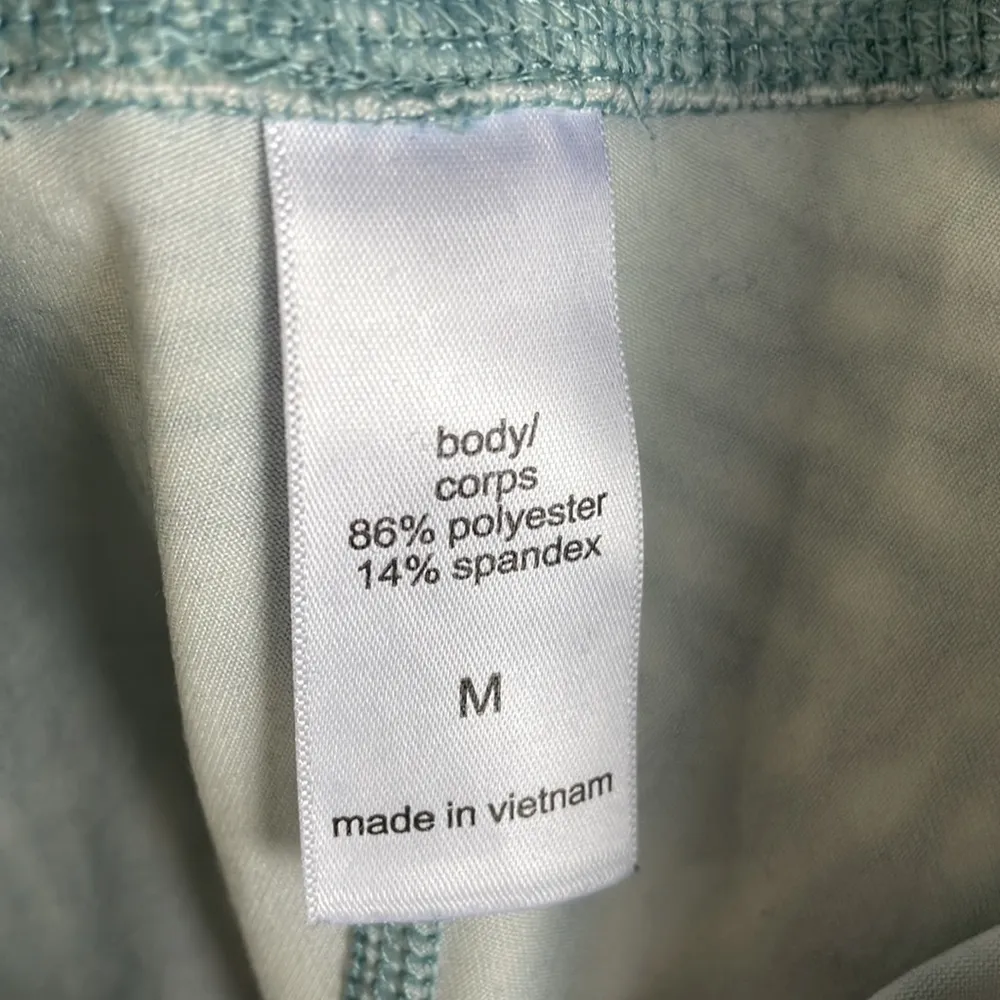 body/
corps
86% polyester
14% spandex
M
made in vietnam